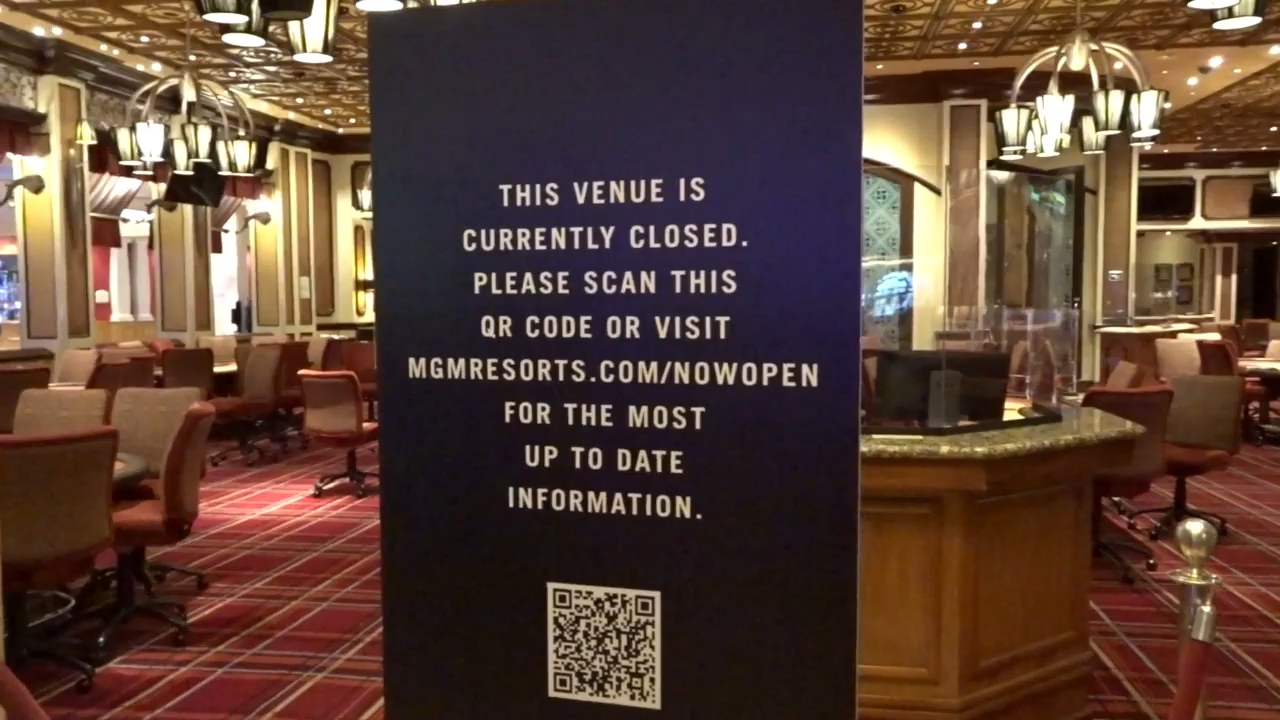 THIS VENUE IS
CURRENTLY CLOSED.
PLEASE SCAN THIS
QR CODE OR VISIT
MGMRESORTS.COM/NOWOPEN
FOR THE MOST
UP TO DATE
INFORMATION.